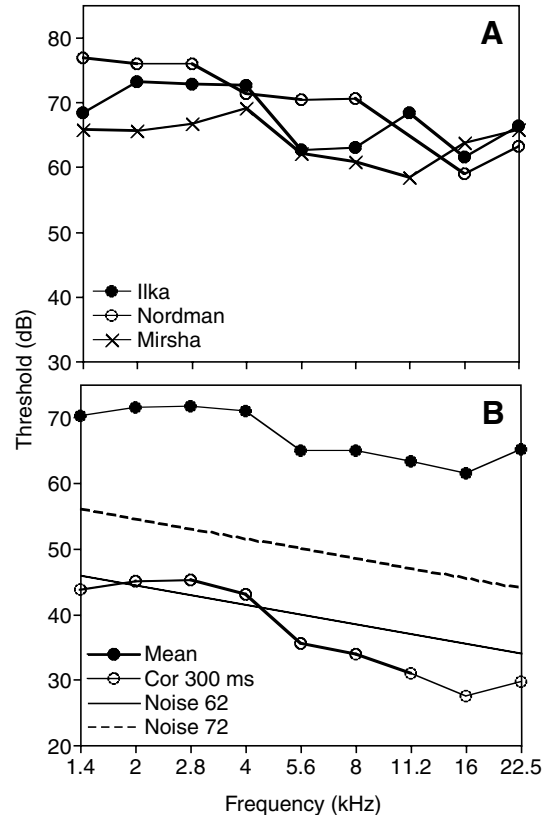 80
70
60
50
40
30
A
Ilka
Nordman
Mirsha
Threshold (dB)
70
60
50
40
30
20
B
Mean
Cor 300 ms
Noise 62
Noise 72
1.4 2 2.8 4 5.6 8 11.2 16 22.5
Frequency (kHz)